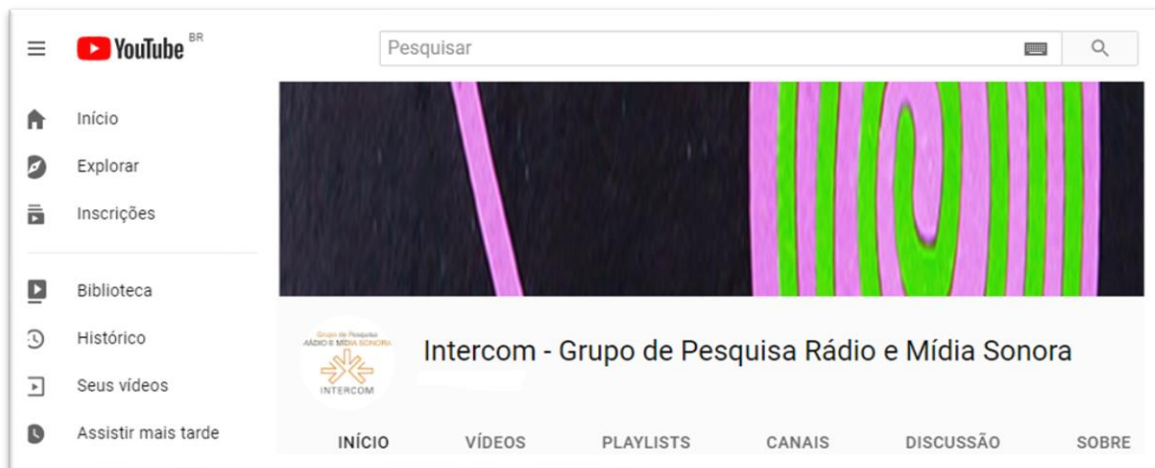 YouTube BR
Pesquisar
Início
Explorar
Inscrições
Biblioteca
Histórico
Seus vídeos
Assistir mais tarde
Grupo de Pesquisa
RÁDIO E MÍDIA SONORA
INTERCOM
Intercom - Grupo de Pesquisa Rádio e Mídia Sonora
INÍCIO VÍDEOS PLAYLISTS CANAIS DISCUSSÃO SOBRE